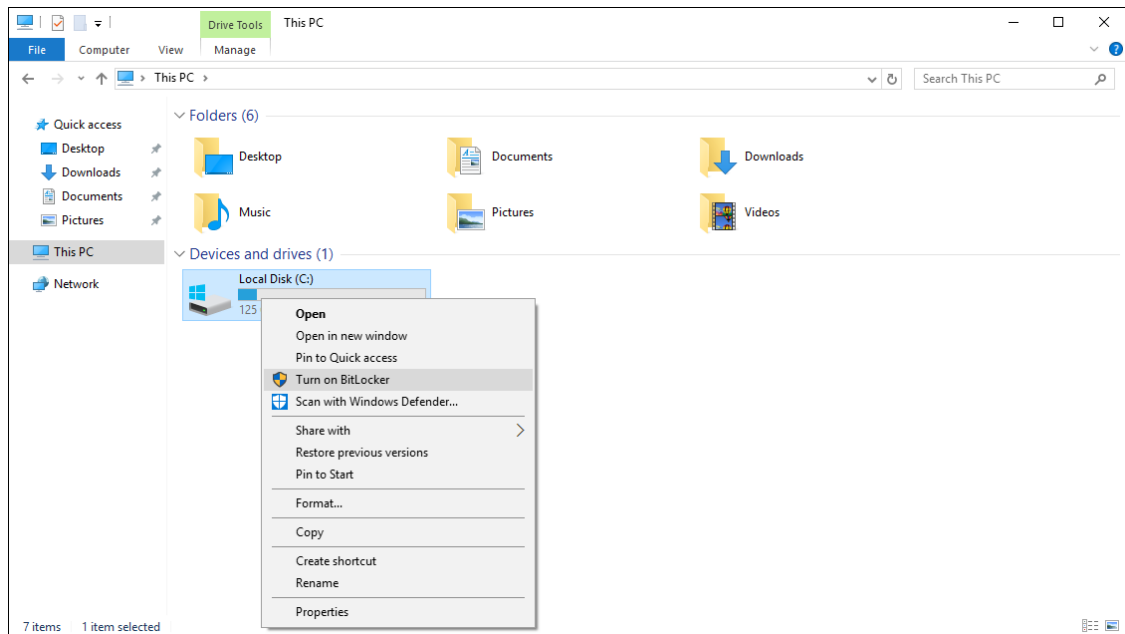 Drive Tools This PC
File Computer View Manage
This PC
Search This PC
Quick access
Desktop
Downloads
Documents
Pictures
This PC
Network
Folders (6)
Desktop Documents Downloads
Music Pictures Videos
Devices and drives (1)
Local Disk (C:)
125
Open
Open in new window
Pin to Quick access
Turn on BitLocker
Scan with Windows Defender...
Share with
Restore previous versions
Pin to Start
Format...
Copy
Create shortcut
Rename
Properties
7 items 1 item selected